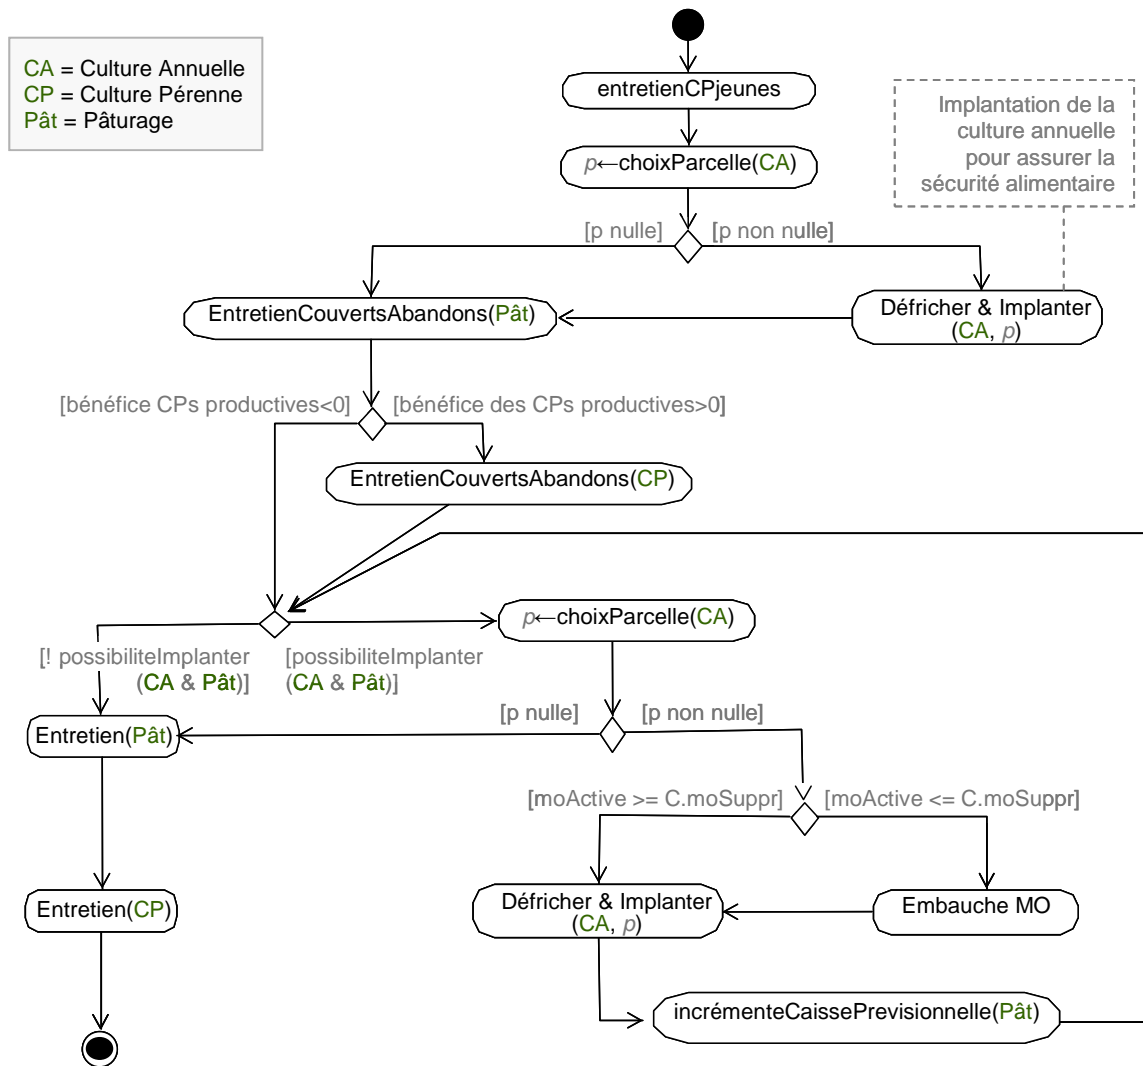 CA = Culture Annuelle
CP = Culture Pérenne
Pât = Pâturage
entretienCPjeunes
Implantation de la
culture annuelle
pour assurer la
sécurité alimentaire
p←choixParcelle(CA)
[p nulle]
[p non nulle]
EntretienCouvertsAbandons(Pât)
Défricher & Implanter
(CA, p)
[bénéfice CPs productives<0]
[bénéfice des CPs productives>0]
EntretienCouvertsAbandons(CP)
p←choixParcelle(CA)
[! possibiliteImplanter
(CA & Pât)]
[possibiliteImplanter
(CA & Pât)]
[p nulle]
[p non nulle]
Entretien(Pât)
[moActive >= C.moSuppr]
[moActive <= C.moSuppr]
Entretien(CP)
Défricher & Implanter
(CA, p)
Embauche MO
incrémenteCaissePrevisionnelle(Pât)